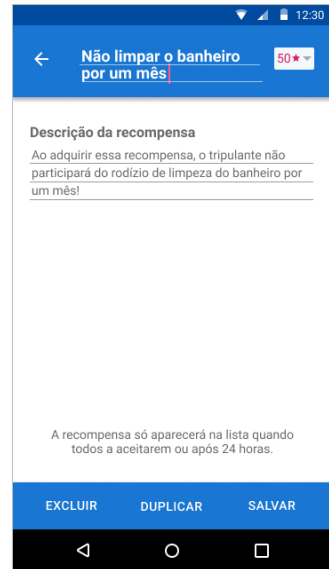 12:30
Não limpar o banheiro
por um mês
50★
Descrição da recompensa
Ao adquirir essa recompensa, o tripulante não
participará do rodízio de limpeza do banheiro por
um mês!
A recompensa só aparecerá na lista quando
todos a aceitarem ou após 24 horas.
EXCLUIR
DUPLICAR
SALVAR